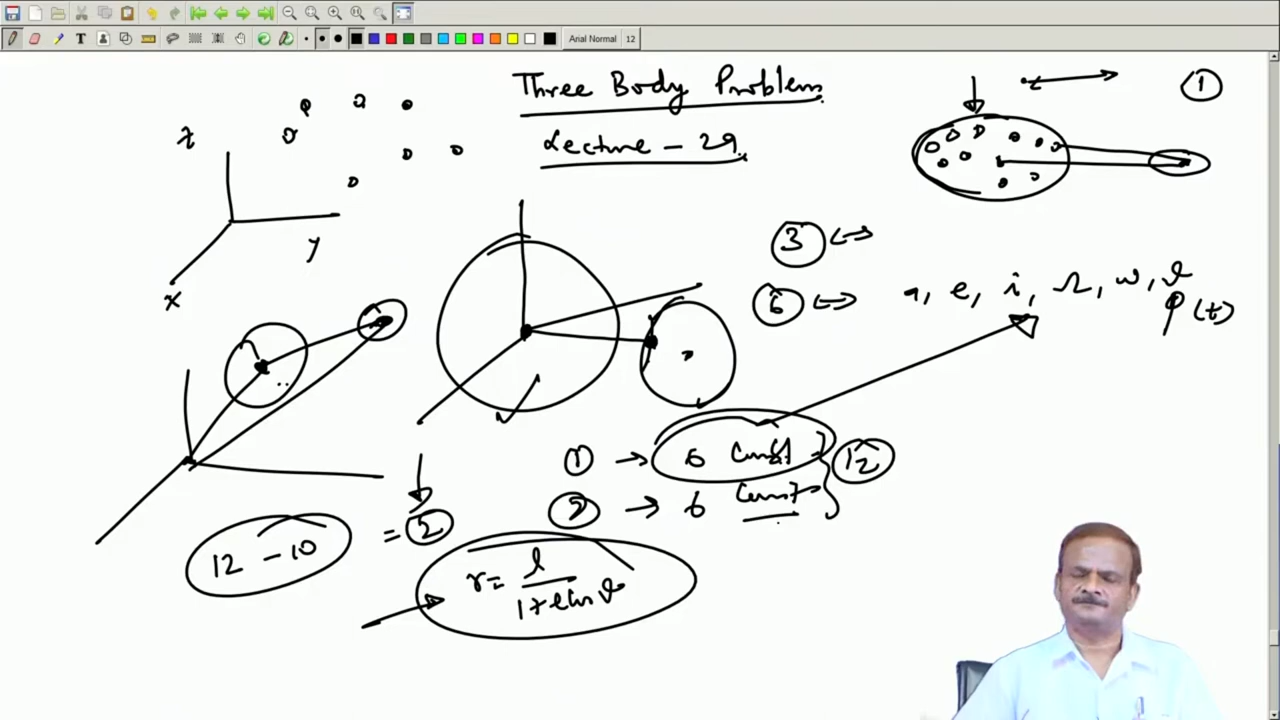 Arial Normal 12
Three Body Problem
Lecture - 29
1
z
y
x
3 ↔
6 ↔ a, e, i, Ω, ω, ϑ
φ(t)
1 → 6 Const
2 → 6 Const
} 12
12 - 10 = 2
r = l / 1+ecosϑ